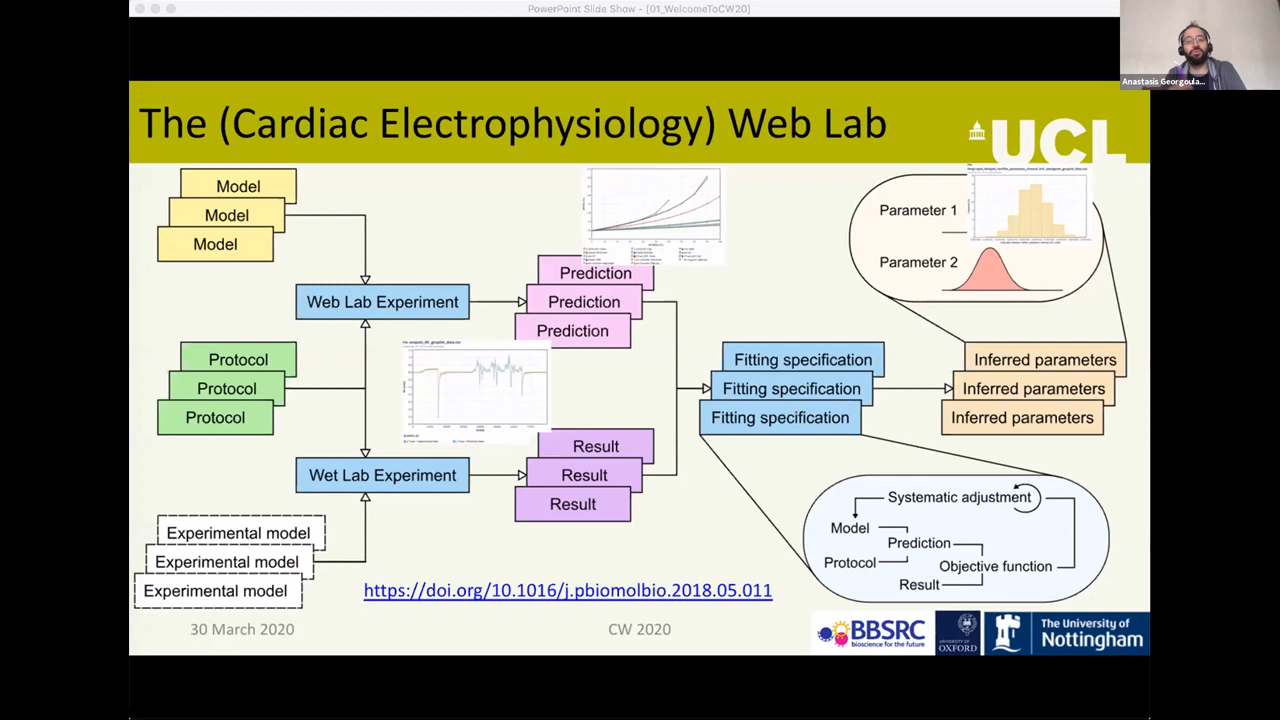 PowerPoint Slide Show - [01_WelcomeToCW20]
Anastasis Georgoula...
The (Cardiac Electrophysiology) Web Lab
UCL
Model
Model
Model
Web Lab Experiment
Prediction
Prediction
Prediction
Parameter 1
Parameter 2
Protocol
Protocol
Protocol
Fitting specification
Fitting specification
Fitting specification
Inferred parameters
Inferred parameters
Inferred parameters
Wet Lab Experiment
Result
Result
Result
Experimental model
Experimental model
Experimental model
Systematic adjustment
Model
Prediction
Protocol
Objective function
Result
https://doi.org/10.1016/j.pbiomolbio.2018.05.011
30 March 2020
CW 2020
BBSRC
bioscience for the future
UNIVERSITY OF
OXFORD
The University of
Nottingham